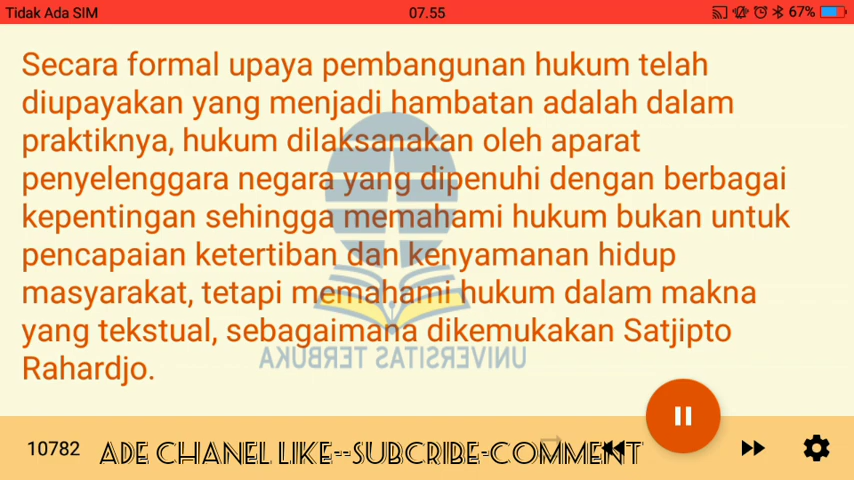 Tidak Ada SIM 07.55 67%
Secara formal upaya pembangunan hukum telah
diupayakan yang menjadi hambatan adalah dalam
praktiknya, hukum dilaksanakan oleh aparat
penyelenggara negara yang dipenuhi dengan berbagai
kepentingan sehingga memahami hukum bukan untuk
pencapaian ketertiban dan kenyamanan hidup
masyarakat, tetapi memahami hukum dalam makna
yang tekstual, sebagaimana dikemukakan Satjipto
Rahardjo.
UNIVERSITAS TERBUKA
10782 ADE CHANEL LIKE--SUBCRIBE-COMMENT